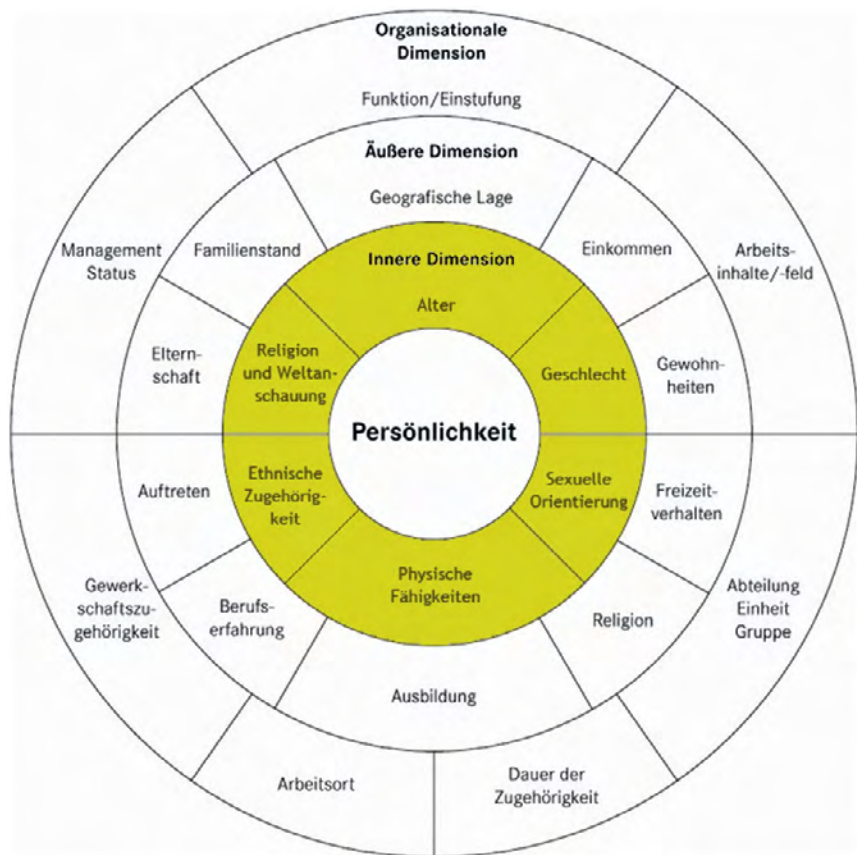 Organisationale
Dimension
Funktion/Einstufung
Äußere Dimension
Geografische Lage
Management
Status
Familienstand
Innere Dimension
Alter
Einkommen
Arbeits-
inhalte/-feld
Eltern-
schaft
Religion
und Weltan-
schauung
Geschlecht
Gewohn-
heiten
Persönlichkeit
Auftreten
Ethnische
Zugehörig-
keit
Sexuelle
Orientierung
Freizeit-
verhalten
Gewerk-
schaftszu-
gehörigkeit
Berufs-
erfahrung
Physische
Fähigkeiten
Religion
Abteilung
Einheit
Gruppe
Ausbildung
Arbeitsort
Dauer der
Zugehörigkeit